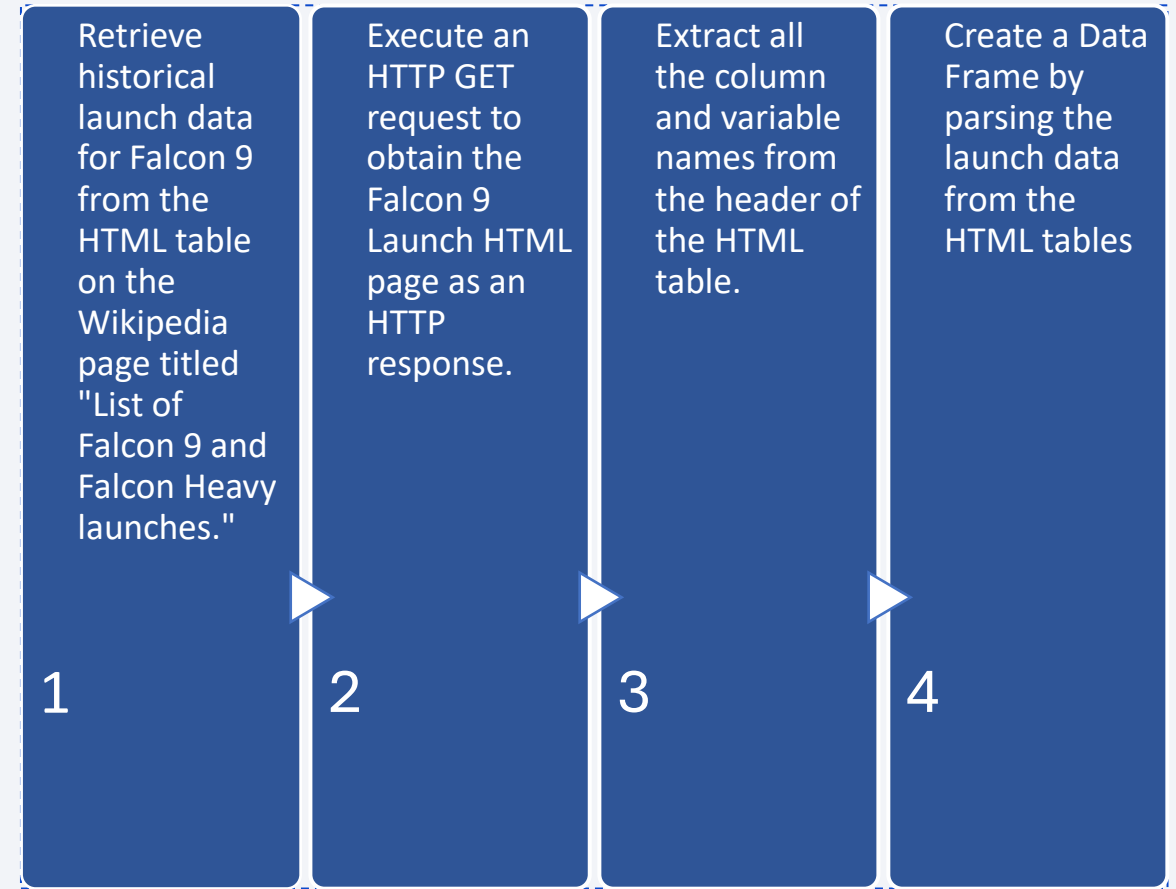 Retrieve
historical
launch data
for Falcon 9
from the
HTML table
on the
Wikipedia
page titled
"List of
Falcon 9 and
Falcon Heavy
launches."
1
Execute an
HTTP GET
request to
obtain the
Falcon 9
Launch HTML
page as an
HTTP
response.
2
Extract all
the column
and variable
names from
the header of
the HTML
table.
3
Create a Data
Frame by
parsing the
launch data
from the
HTML tables
4